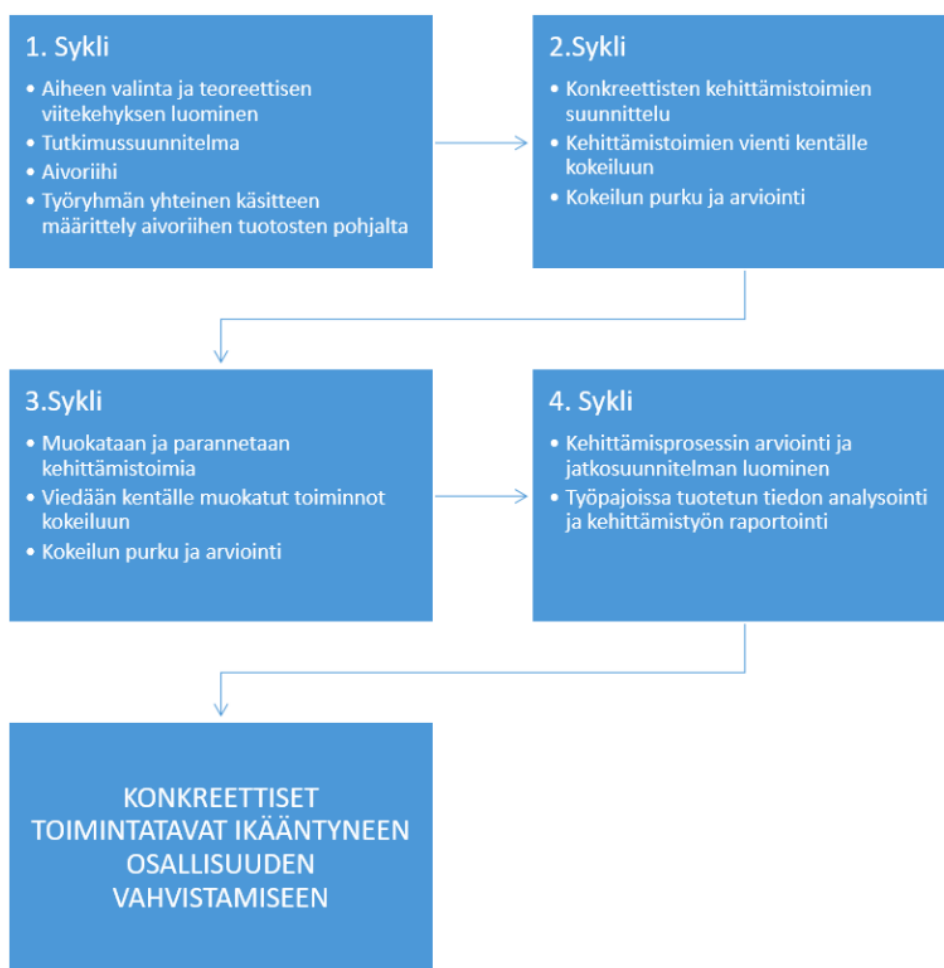 1. Sykli
• Aiheen valinta ja teoreettisen
viitekehyksen luominen
• Tutkimussuunnitelma
• Aivoriihi
• Työryhmän yhteinen käsitteen
määrittely aivoriihen tuotosten pohjalta
2.Sykli
• Konkreettisten kehittämistoimien
suunnittelu
• Kehittämistoimien vienti kentälle
kokeiluun
• Kokeilun purku ja arviointi
3.Sykli
• Muokataan ja parannetaan
kehittämistoimia
• Viedään kentälle muokatut toiminnot
kokeiluun
• Kokeilun purku ja arviointi
4. Sykli
• Kehittämisprosessin arviointi ja
jatkosuunnitelman luominen
• Työpajoissa tuotetun tiedon analysointi
ja kehittämistyön raportointi
KONKREETTISET
TOIMINTATAVAT IKÄÄNTYNEEN
OSALLISUUDEN
VAHVISTAMISEEN